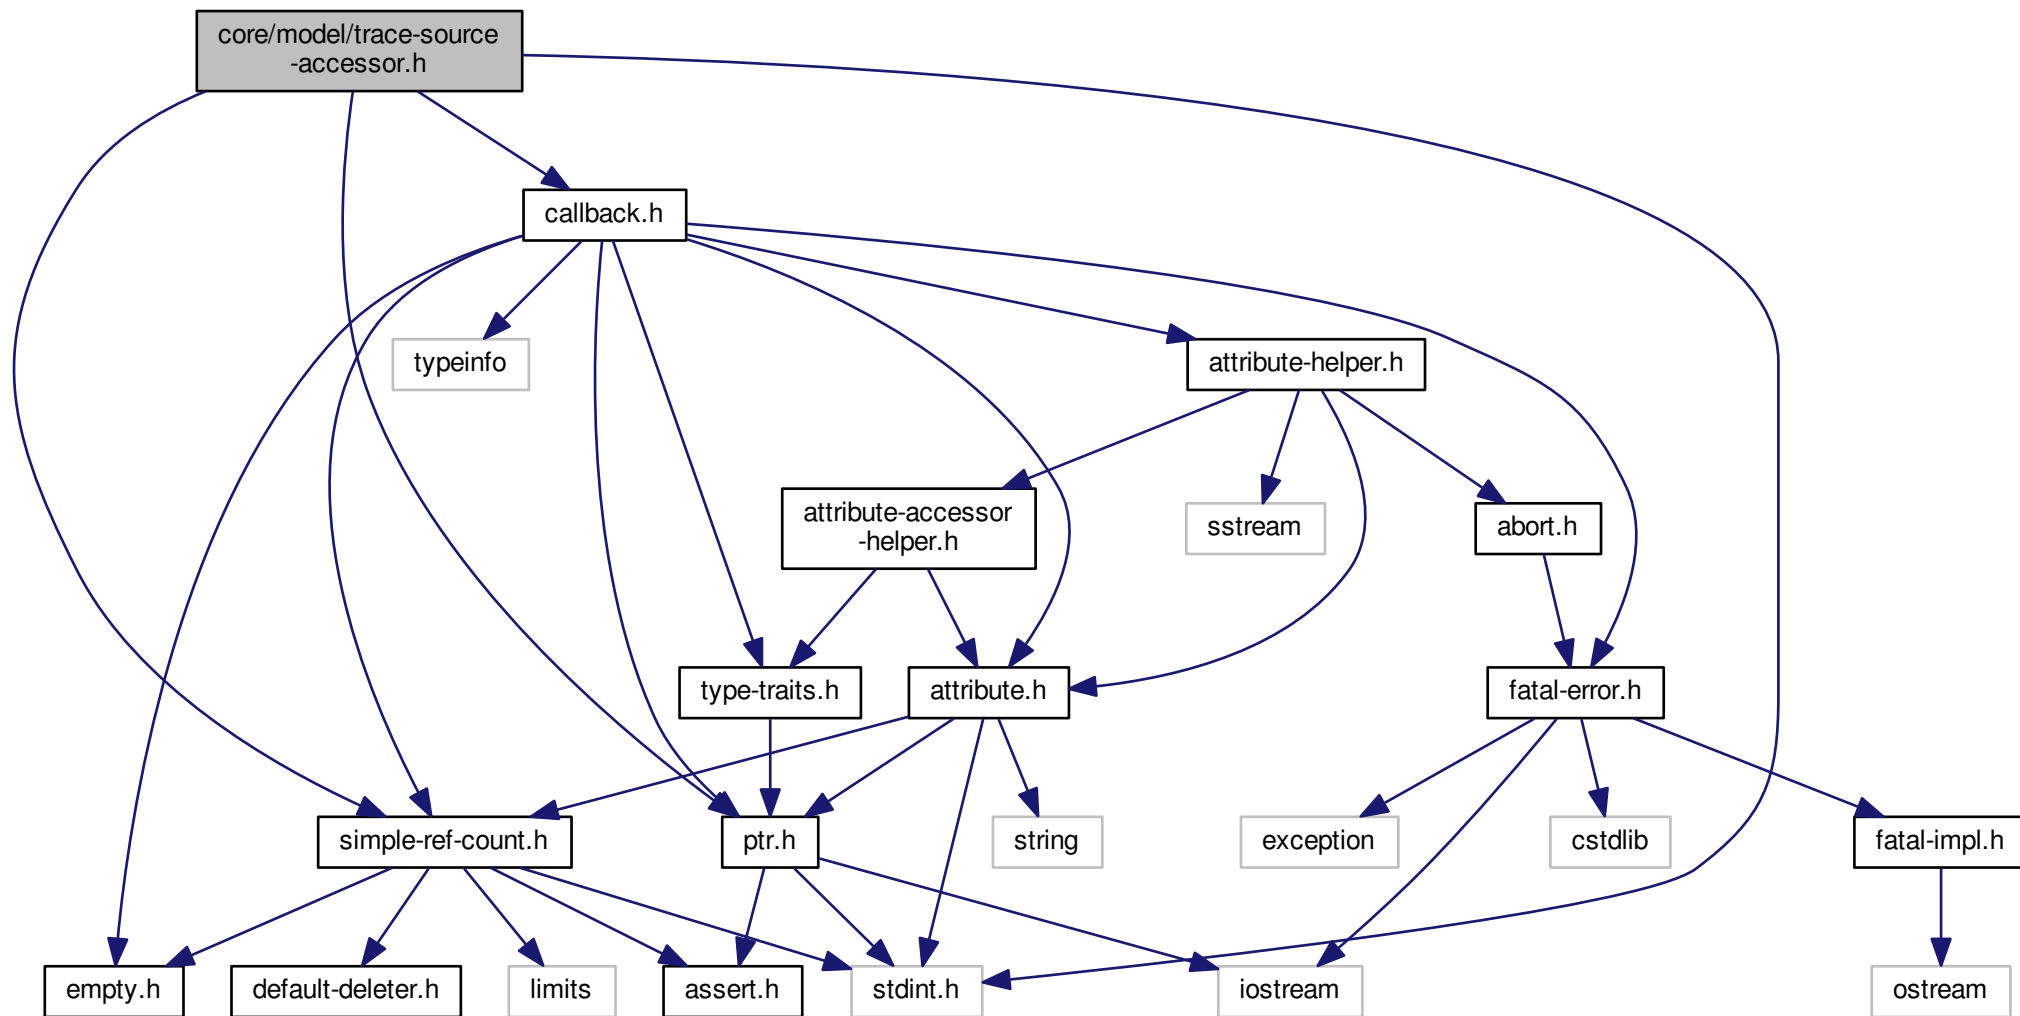 core/model/trace-source
-accessor.h
callback.h
typeinfo
attribute-helper.h
attribute-accessor
-helper.h
sstream
abort.h
type-traits.h
attribute.h
fatal-error.h
simple-ref-count.h
ptr.h
string
exception
cstdlib
fatal-impl.h
empty.h
default-deleter.h
limits
assert.h
stdint.h
iostream
ostream